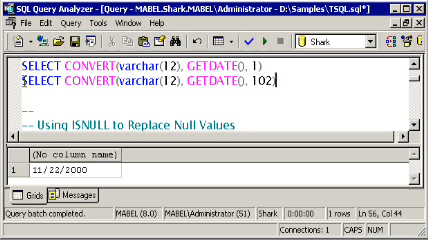 SQL Query Analyzer - [Query - MABEL.Shark.MABEL\Administrator - D:\Samples\TSQL.sql*]
File Edit Query Tools Window Help
Shark
SELECT CONVERT(varchar(12), GETDATE(), 1)
SELECT CONVERT(varchar(12), GETDATE(), 102)
--
-- Using ISNULL to Replace Null Values
(No column name)
1 11/22/2000
Grids Messages
Query batch completed. MABEL (8.0) MABEL\Administrator (51) Shark 0:00:00 1 rows Ln 56, Col 44
Connections: 1 CAPS NUM